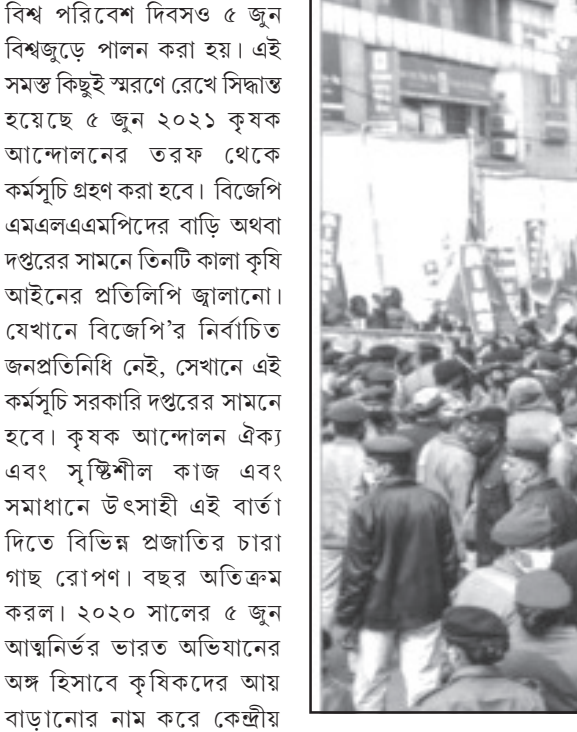 বিশ্ব পরিবেশ দিবসও ৫ জুন
বিশ্বজুড়ে পালন করা হয়। এই
সমস্ত কিছুই স্মরণে রেখে সিদ্ধান্ত
হয়েছে ৫ জুন ২০২১ কৃষক
আন্দোলনের তরফ থেকে
কর্মসূচি গ্রহণ করা হবে। বিজেপি
এমএলএএমপিদের বাড়ি অথবা
দপ্তরের সামনে তিনটি কালা কৃষি
আইনের প্রতিলিপি জ্বালানো।
যেখানে বিজেপি’র নির্বাচিত
জনপ্রতিনিধি নেই, সেখানে এই
কর্মসূচি সরকারি দপ্তরের সামনে
হবে। কৃষক আন্দোলন ঐক্য
এবং সৃষ্টিশীল কাজ এবং
সমাধানে উৎসাহী এই বার্তা
দিতে বিভিন্ন প্রজাতির চারা
গাছ রোপণ। বছর অতিক্রম
করল। ২০২০ সালের ৫ জুন
আত্মনির্ভর ভারত অভিযানের
অঙ্গ হিসাবে কৃষিকদের আয়
বাড়ানোর নাম করে কেন্দ্রীয়